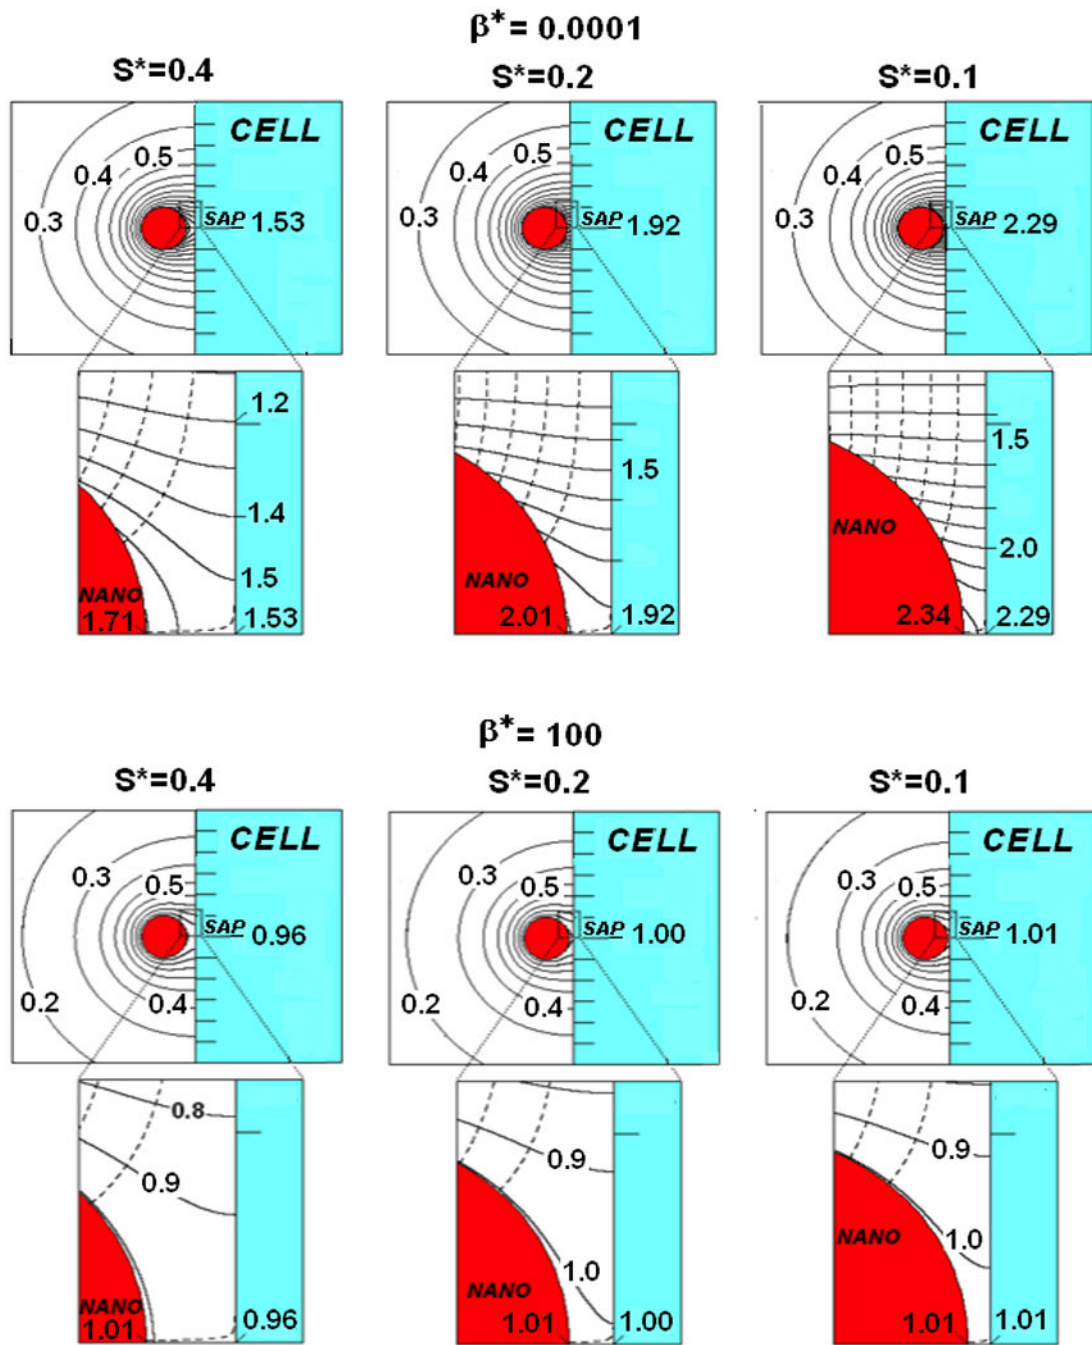 β*= 0.0001
S*=0.4 S*=0.2 S*=0.1
CELL CELL CELL
0.5 0.5 0.5
0.4 0.4 0.4
0.3 SAP 1.53 0.3 SAP 1.92 0.3 SAP 2.29
1.2
1.5 1.5
1.4
NANO
2.0
1.5
NANO NANO
1.71 1.53 2.01 1.92 2.34 2.29
β*= 100
S*=0.4 S*=0.2 S*=0.1
CELL CELL CELL
0.3 0.5 0.3 0.5 0.3 0.5
SAP 0.96 SAP 1.00 SAP 1.01
0.2 0.4 0.2 0.4 0.2 0.4
0.8
0.9 0.9
0.9
NANO 1.0
1.0
NANO NANO
1.01 0.96 1.01 1.00 1.01 1.01